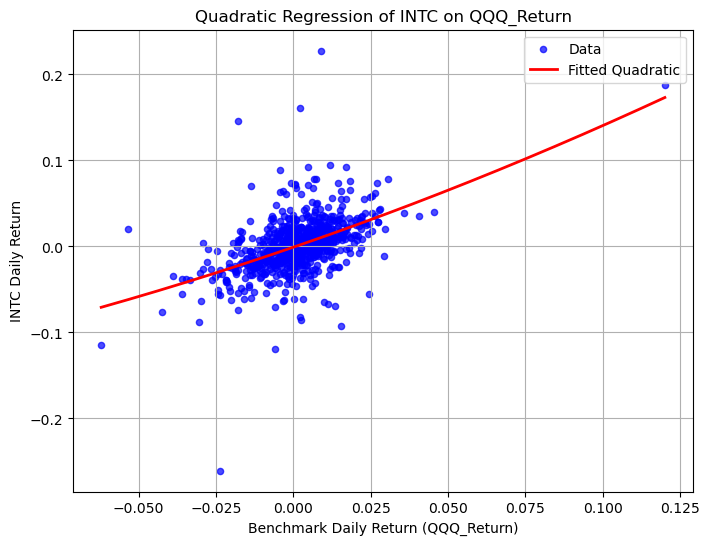 Quadratic Regression of INTC on QQQ_Return
Data
Fitted Quadratic
INTC Daily Return
0.2
0.1
0.0
−0.1
−0.2
−0.050
−0.025
0.000
0.025
0.050
0.075
0.100
0.125
Benchmark Daily Return (QQQ_Return)